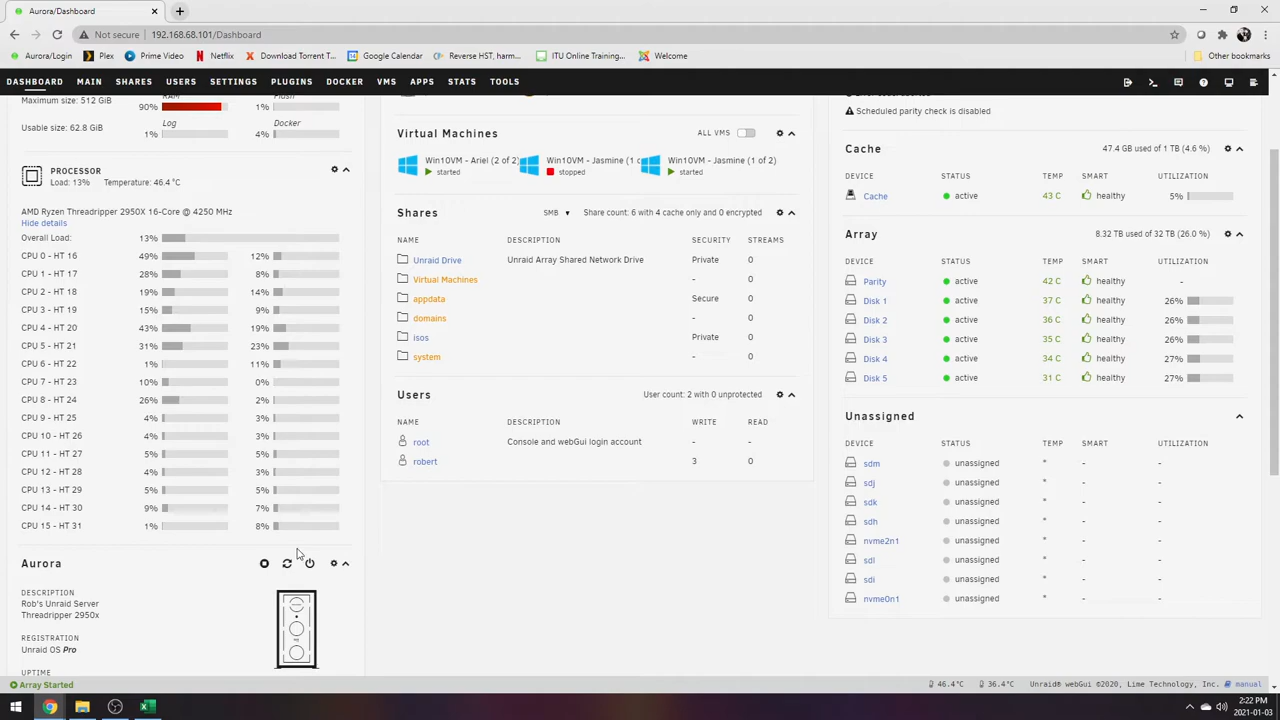 Aurora/Dashboard
Not secure 192.168.68.101/Dashboard
Aurora/Login Plex Prime Video Netflix Download Torrent T... Google Calendar Reverse HST, harm... ITU Online Training... Welcome Other bookmarks
DASHBOARD MAIN SHARES USERS SETTINGS PLUGINS DOCKER VMS APPS STATS TOOLS
Maximum size: 512 GiB
RAM Flash
90% 1%
Usable size: 62.8 GiB
Log Docker
1% 4%
PROCESSOR
Load: 13% Temperature: 46.4 °C
AMD Ryzen Threadripper 2950X 16-Core @ 4250 MHz
Hide details
Overall Load: 13%
CPU 0 - HT 16 49% 12%
CPU 1 - HT 17 28% 8%
CPU 2 - HT 18 19% 14%
CPU 3 - HT 19 15% 9%
CPU 4 - HT 20 43% 19%
CPU 5 - HT 21 31% 23%
CPU 6 - HT 22 1% 11%
CPU 7 - HT 23 10% 0%
CPU 8 - HT 24 26% 2%
CPU 9 - HT 25 4% 3%
CPU 10 - HT 26 4% 3%
CPU 11 - HT 27 5% 5%
CPU 12 - HT 28 4% 3%
CPU 13 - HT 29 5% 5%
CPU 14 - HT 30 9% 7%
CPU 15 - HT 31 1% 8%
Aurora
DESCRIPTION
Rob's Unraid Server
Threadripper 2950x
REGISTRATION
Unraid OS Pro
UPTIME
Virtual Machines ALL VMS
Win10VM - Ariel (2 of 2) Win10VM - Jasmine (1 Win10VM - Jasmine (1 of 2)
started stopped started
Shares SMB Share count: 6 with 4 cache only and 0 encrypted
NAME DESCRIPTION SECURITY STREAMS
Unraid Drive Unraid Array Shared Network Drive Private 0
Virtual Machines - 0
appdata Secure 0
domains - 0
isos Private 0
system - 0
Users User count: 2 with 0 unprotected
NAME DESCRIPTION WRITE READ
root Console and webGui login account - -
robert 3 0
Scheduled parity check is disabled
Cache 47.4 GB used of 1 TB (4.6 %)
DEVICE STATUS TEMP SMART UTILIZATION
Cache active 43 C healthy 5%
Array 8.32 TB used of 32 TB (26.0 %)
DEVICE STATUS TEMP SMART UTILIZATION
Parity active 42 C healthy -
Disk 1 active 37 C healthy 26%
Disk 2 active 36 C healthy 26%
Disk 3 active 35 C healthy 26%
Disk 4 active 34 C healthy 27%
Disk 5 active 31 C healthy 27%
Unassigned
DEVICE STATUS TEMP SMART UTILIZATION
sdm unassigned * - -
sdj unassigned * - -
sdk unassigned * - -
sdh unassigned * - -
nvme2n1 unassigned * - -
sdl unassigned * - -
sdi unassigned * - -
nvme0n1 unassigned * - -
Array Started 46.4°C 36.4°C Unraid® webGui ©2020, Lime Technology, Inc. manual
2:22 PM
2021-01-03